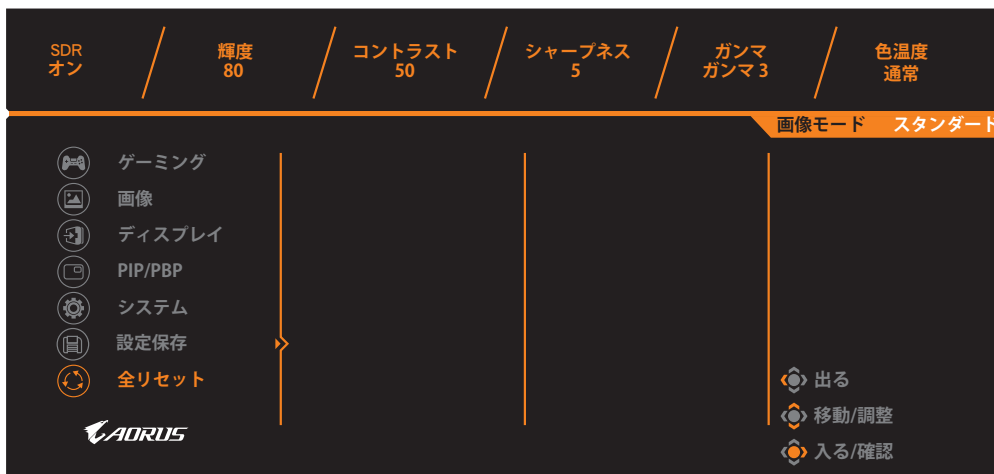 SDR
オン
輝度
80
コントラスト
50
シャープネス
5
ガンマ
ガンマ 3
色温度
通常
画像モード スタンダード
ゲーミング
画像
ディスプレイ
PIP/PBP
システム
設定保存
全リセット
AORUS
出る
移動/調整
入る/確認